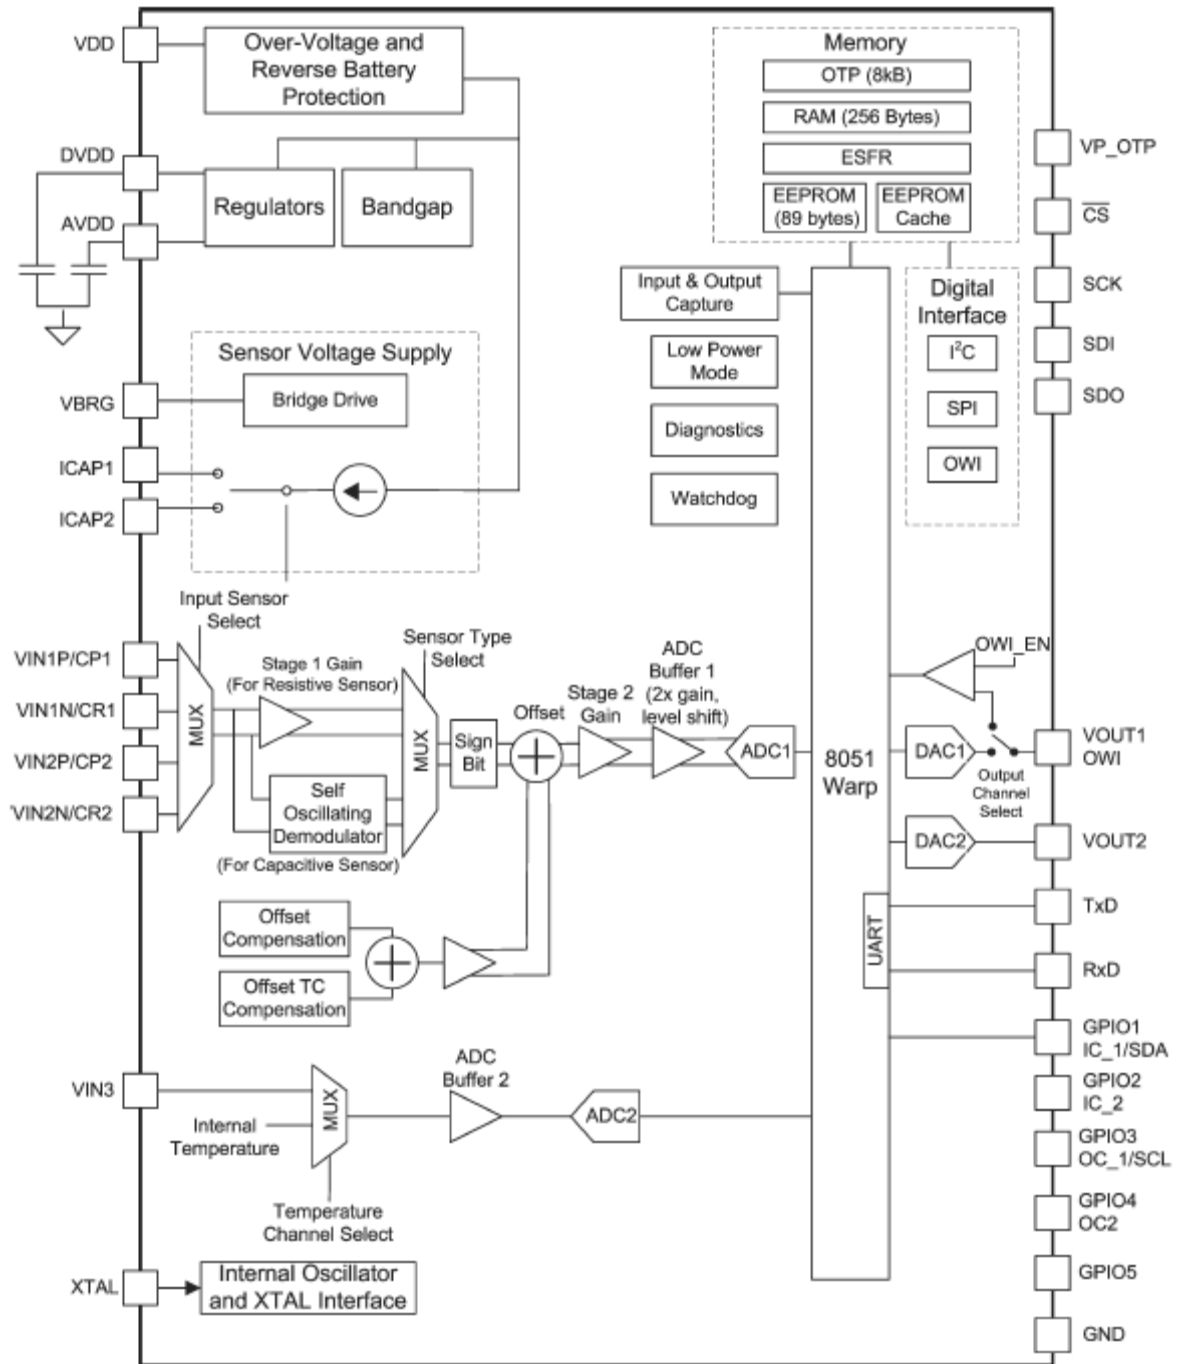 VDD
Over-Voltage and
Reverse Battery
Protection
DVDD
AVDD
Regulators
Bandgap
Memory
OTP (8kB)
RAM (256 Bytes)
ESFR
EEPROM
(89 bytes)
EEPROM
Cache
VP_OTP
CS
SCK
SDI
SDO
Input & Output
Capture
Low Power
Mode
Diagnostics
Watchdog
Digital
Interface
I²C
SPI
OWI
Sensor Voltage Supply
Bridge Drive
VBRG
ICAP1
ICAP2
Input Sensor
Select
VIN1P/CP1
VIN1N/CR1
VIN2P/CP2
VIN2N/CR2
MUX
Stage 1 Gain
(For Resistive Sensor)
Self
Oscillating
Demodulator
(For Capacitive Sensor)
Sensor Type
Select
MUX
Sign
Bit
Offset
Stage 2
Gain
ADC
Buffer 1
(2x gain,
level shift)
ADC1
8051
Warp
OWI_EN
DAC1
Output
Channel
Select
VOUT1
OWI
DAC2
VOUT2
UART
TxD
RxD
Offset
Compensation
Offset TC
Compensation
GPIO1
IC_1/SDA
GPIO2
IC_2
GPIO3
OC_1/SCL
GPIO4
OC2
GPIO5
GND
VIN3
Internal
Temperature
MUX
Temperature
Channel Select
ADC
Buffer 2
ADC2
XTAL
Internal Oscillator
and XTAL Interface